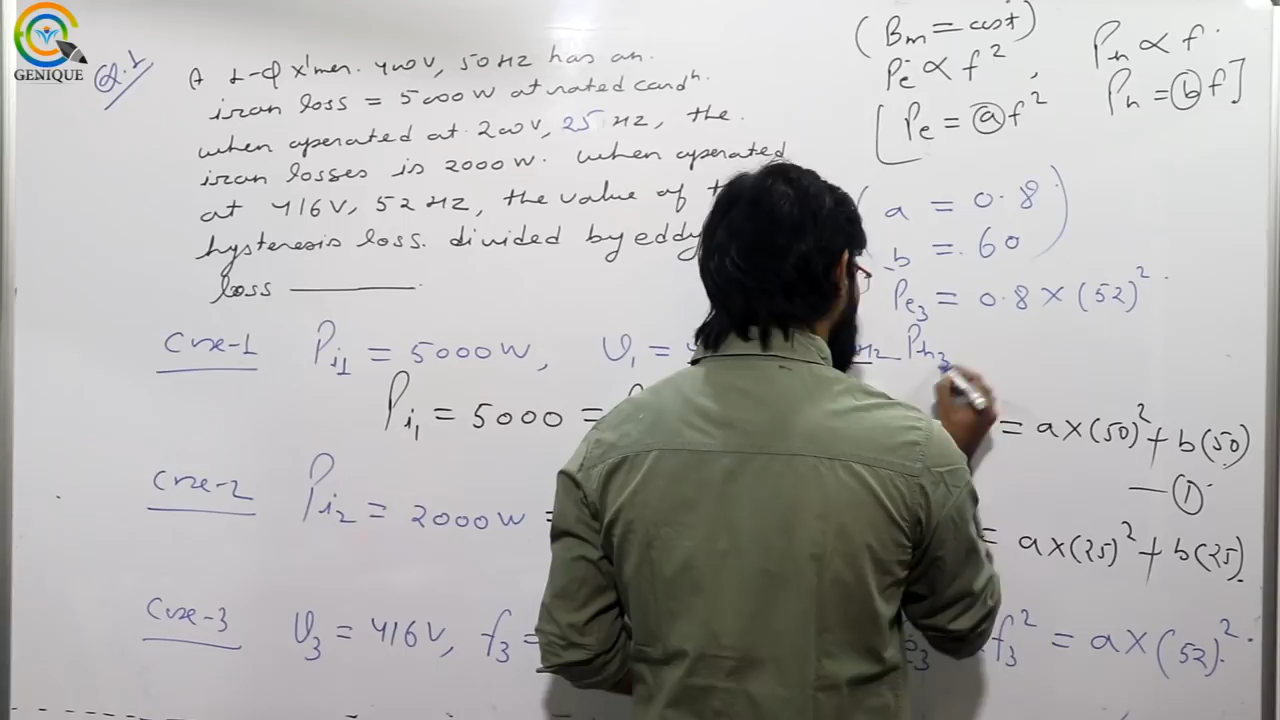 GENIQUE
Q.1
A 1-φ x'mer. 400V, 50Hz has an.
iron loss = 5000W at rated condⁿ.
when operated at 200V, 25 Hz, the.
iron losses is 2000W. when operated
at 416V, 52Hz, the value of
hysteresis loss. divided by eddy
loss
(Bm = cost)
Pe ∝ f², Ph ∝ f.
[Pe = af² Ph = bf]
(a = 0.8
b = 60)
Pe3 = 0.8 × (52)²
Case-1 Pi1 = 5000W, V1 = Hz Ph3
Pi1 = 5000 = = a×(50)² + b(50)
—①
Case-2 Pi2 = 2000W = = a×(25)² + b(25)
Case-3 V3 = 416V, f3 = f3² = a×(52)²